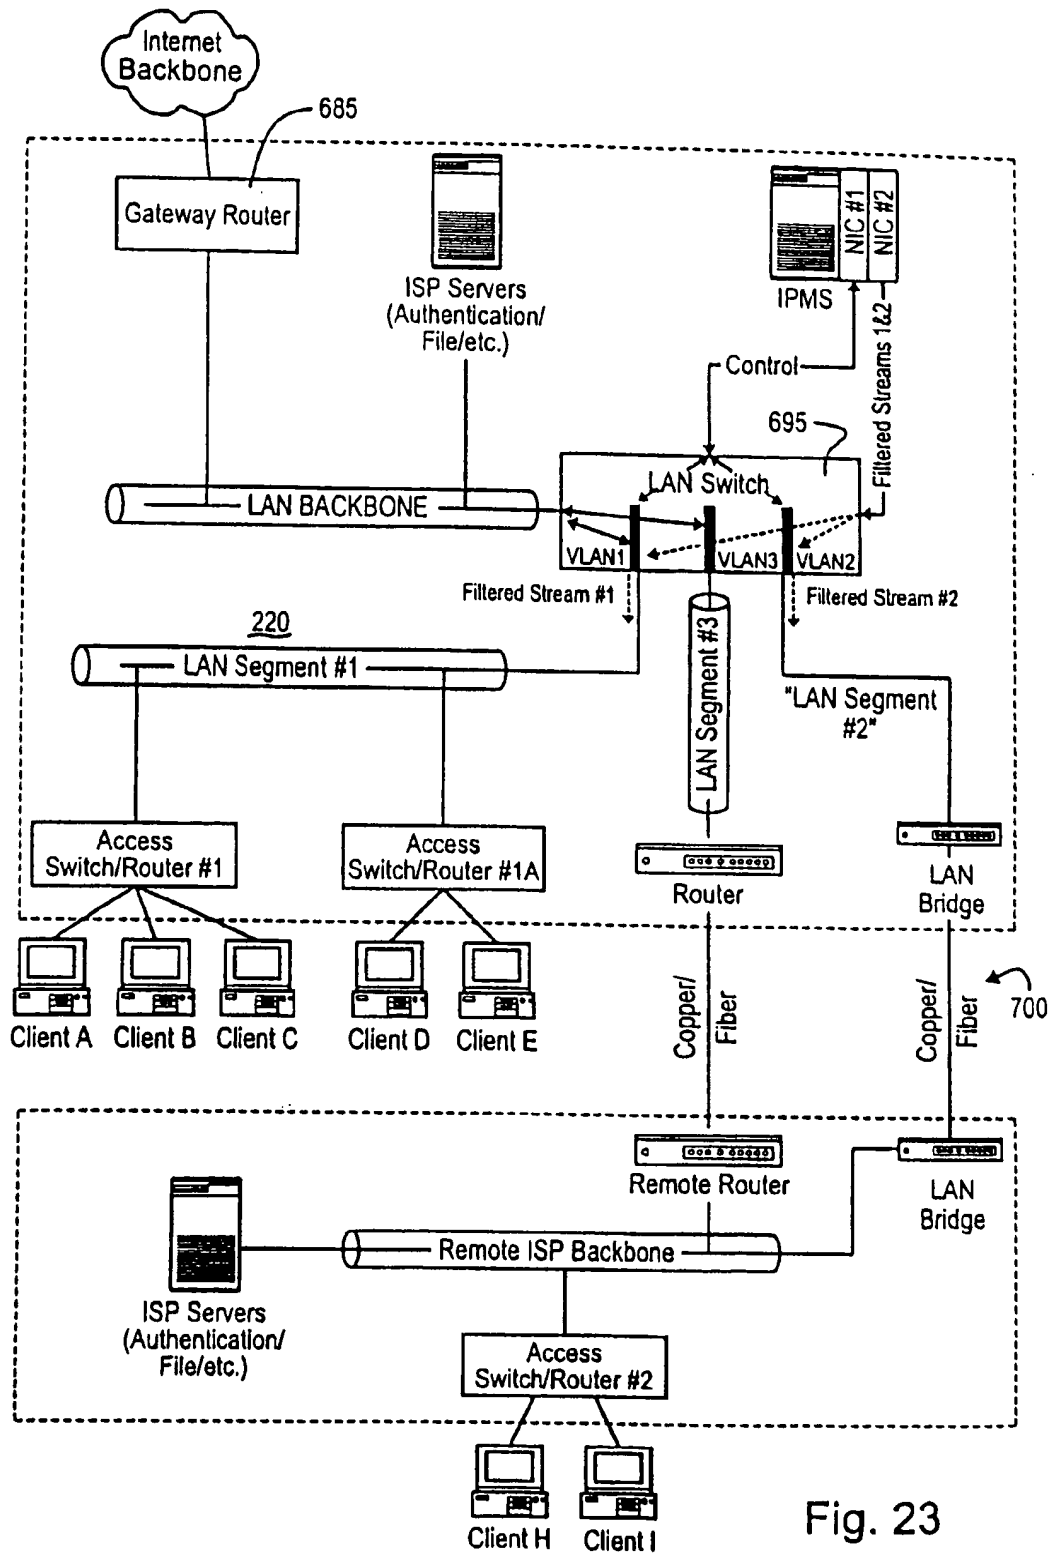 Internet
Backbone
685
Gateway Router
ISP Servers
(Authentication/
File/etc.)
NIC #1
NIC #2
IPMS
Control
Filtered Streams 1&2
695
LAN Switch
LAN BACKBONE
VLAN1
VLAN3
VLAN2
Filtered Stream #1
Filtered Stream #2
220
LAN Segment #1
LAN Segment #3
"LAN Segment
#2"
Access
Switch/Router #1
Access
Switch/Router #1A
Router
LAN
Bridge
Client A
Client B
Client C
Client D
Client E
Copper/
Fiber
Copper/
Fiber
700
Remote Router
LAN
Bridge
Remote ISP Backbone
ISP Servers
(Authentication/
File/etc.)
Access
Switch/Router #2
Client H
Client I
Fig. 23